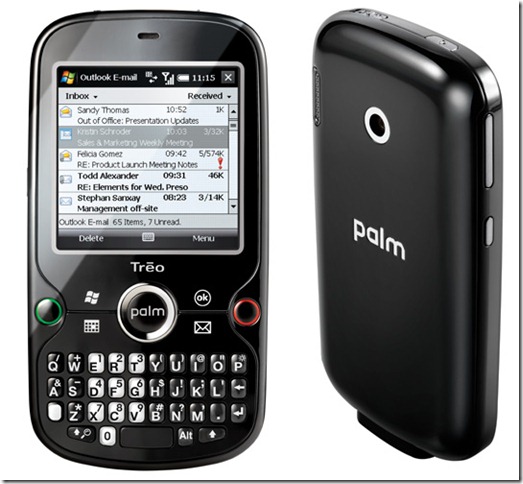 Outlook E-mail 11:15
Inbox Received
Sandy Thomas 10:52 1K
Out of Office: Presentation Updates
Kristin Schroder 10:03 3/32K
Sales & Marketing Weekly Meeting
Felicia Gomez 09:42 5/574K
RE: Product Launch Meeting Notes
Todd Alexander 09:31 46K
RE: Elements for Wed. Preso
Stephan Sanxay 08:23 3/14K
Management off-site
Outlook E-mail 65 Items, 7 Unread.
Delete Menu
Trēo
ok
palm
Q W E R T Y U I O P
A S D F G H J K L
Z X C V B N M .
0 Alt
palm